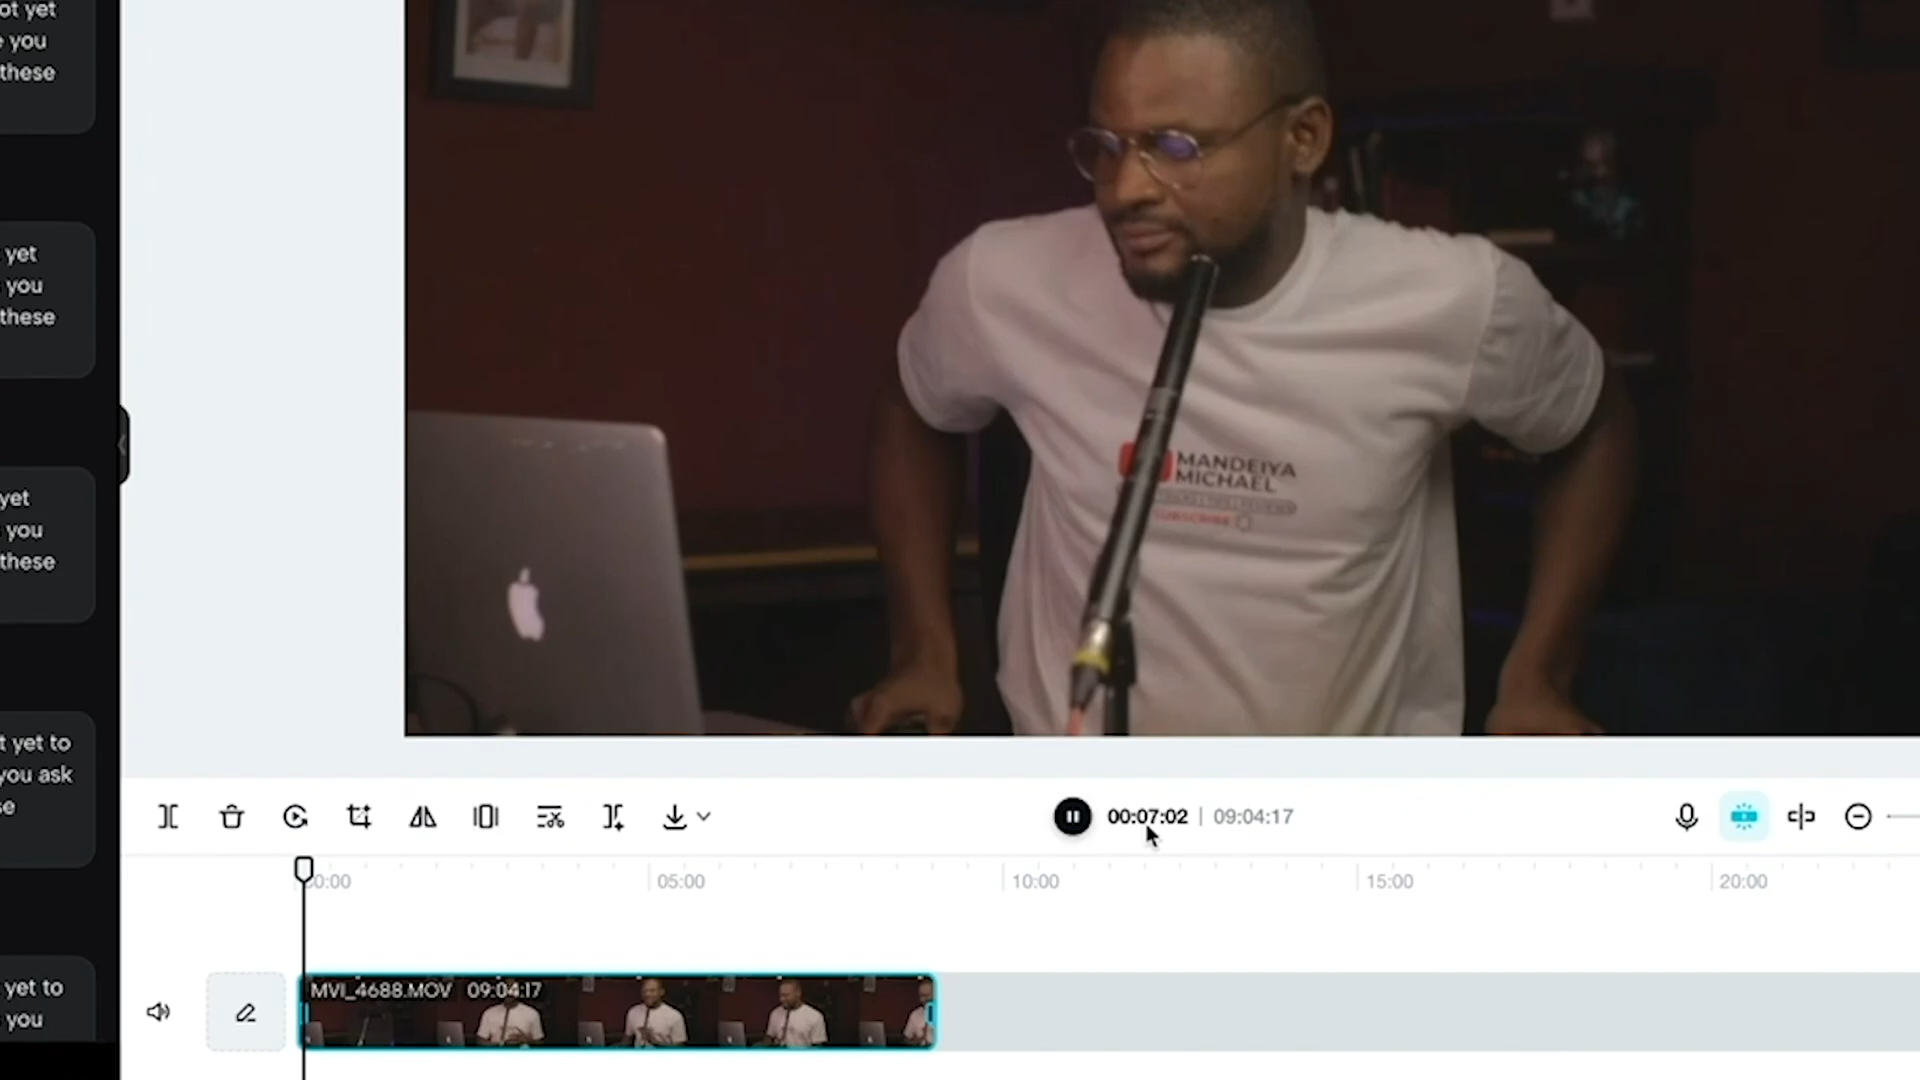 ot yet
e you
these
yet
you
these
yet
you
these
t yet to
you ask
se
yet to
you
MANDEIYA
MICHAEL
SUBSCRIBE
00:07:02 | 09:04:17
00:00
05:00
10:00
15:00
20:00
MVI_4688.MOV 09:04:17